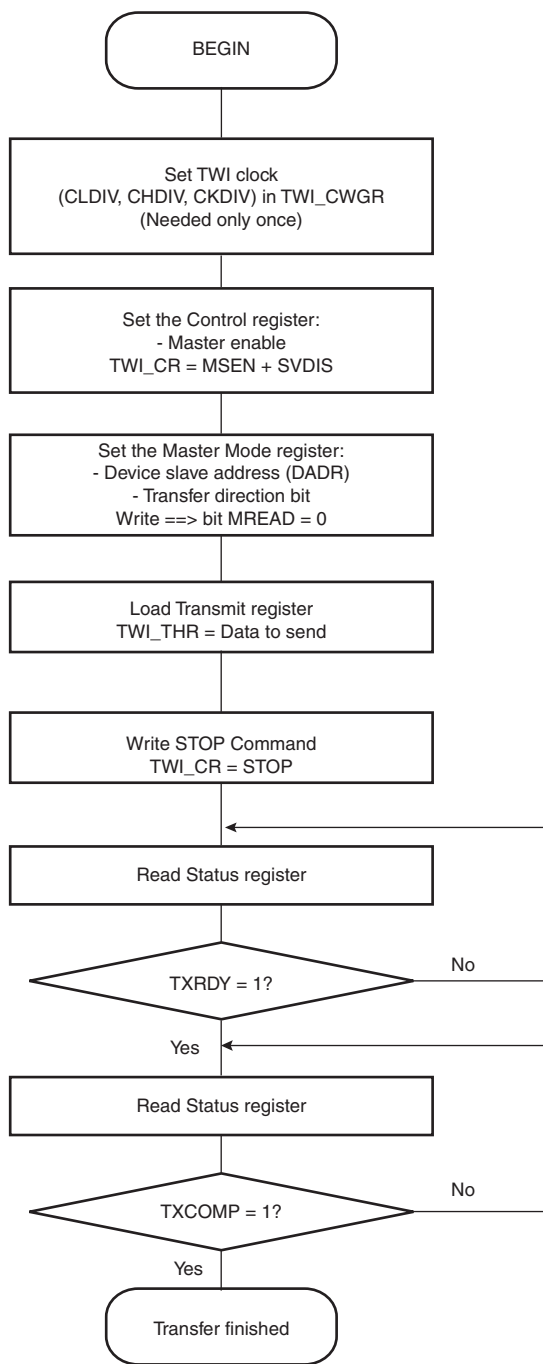 BEGIN
Set TWI clock
(CLDIV, CHDIV, CKDIV) in TWI_CWGR
(Needed only once)
Set the Control register:
- Master enable
TWI_CR = MSEN + SVDIS
Set the Master Mode register:
- Device slave address (DADR)
- Transfer direction bit
Write ==> bit MREAD = 0
Load Transmit register
TWI_THR = Data to send
Write STOP Command
TWI_CR = STOP
Read Status register
TXRDY = 1?
No
Yes
Read Status register
TXCOMP = 1?
No
Yes
Transfer finished